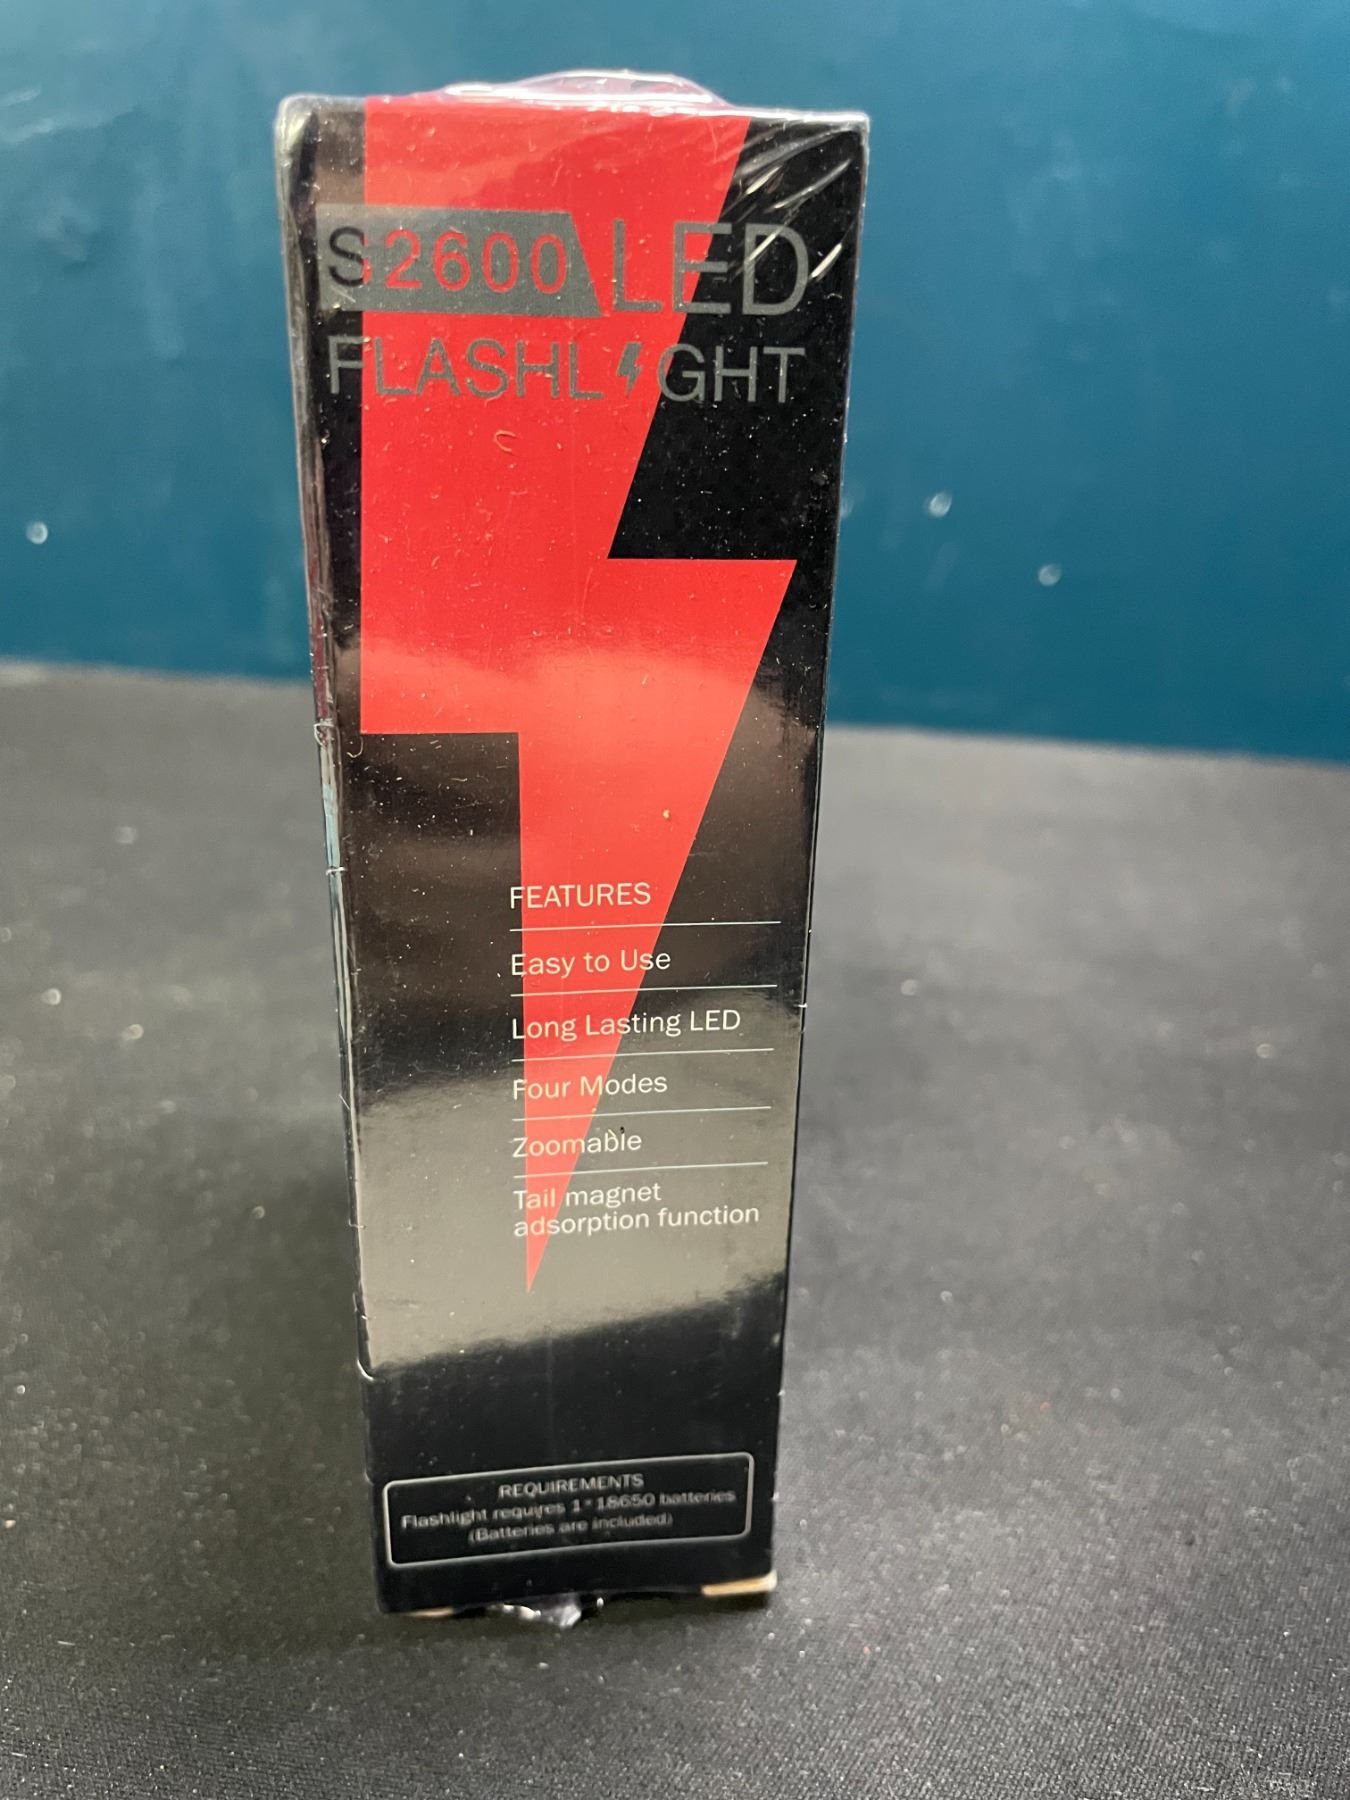 S2600 LED
FLASHLIGHT
FEATURES
Easy to Use
Long Lasting LED
Four Modes
Zoomable
Tail magnet
adsorption function
REQUIREMENTS
Flashlight requires 1*18650 batteries
(Batteries are included)